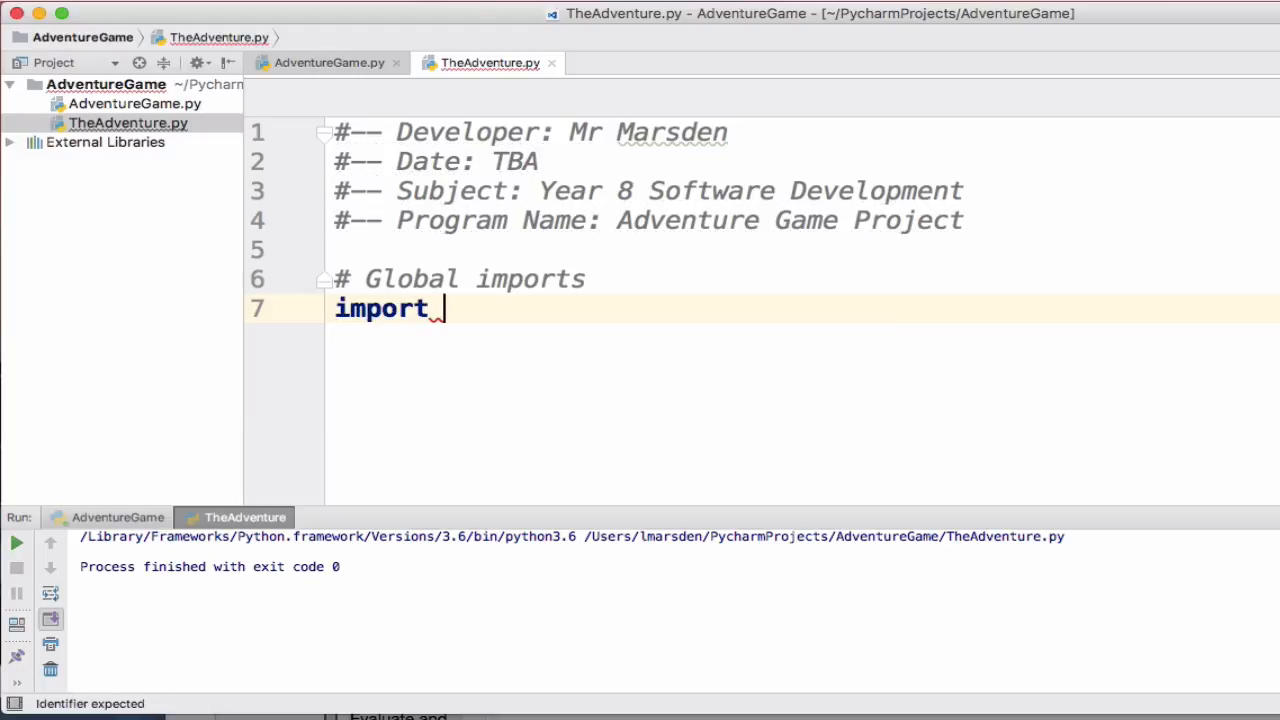 TheAdventure.py - AdventureGame - [~/PycharmProjects/AdventureGame]
AdventureGame TheAdventure.py
Project AdventureGame.py TheAdventure.py
AdventureGame ~/Pycharm
AdventureGame.py
TheAdventure.py
External Libraries
1 #-- Developer: Mr Marsden
2 #-- Date: TBA
3 #-- Subject: Year 8 Software Development
4 #-- Program Name: Adventure Game Project
5
6 # Global imports
7 import
Run: AdventureGame TheAdventure
/Library/Frameworks/Python.framework/Versions/3.6/bin/python3.6 /Users/lmarsden/PycharmProjects/AdventureGame/TheAdventure.py
Process finished with exit code 0
Identifier expected
Evaluate and